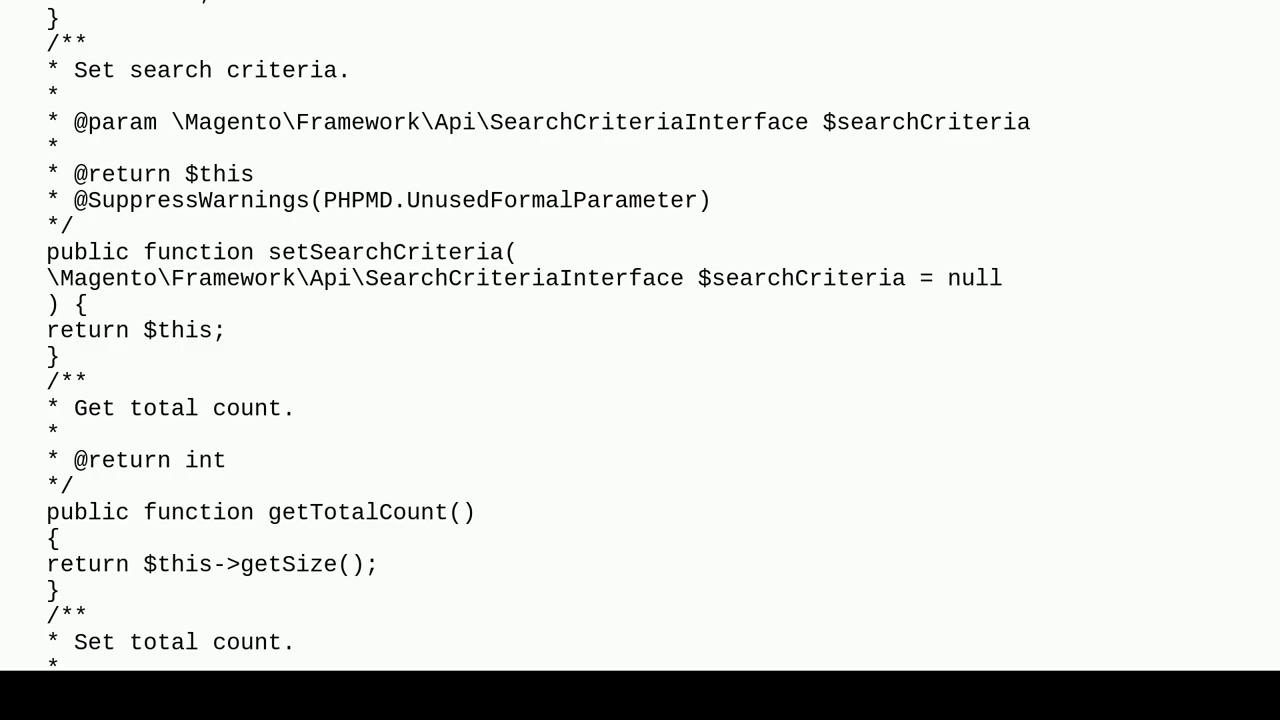 }
/**
* Set search criteria.
*
* @param \Magento\Framework\Api\SearchCriteriaInterface $searchCriteria
*
* @return $this
* @SuppressWarnings(PHPMD.UnusedFormalParameter)
*/
public function setSearchCriteria(
\Magento\Framework\Api\SearchCriteriaInterface $searchCriteria = null
) {
return $this;
}
/**
* Get total count.
*
* @return int
*/
public function getTotalCount()
{
return $this->getSize();
}
/**
* Set total count.
*